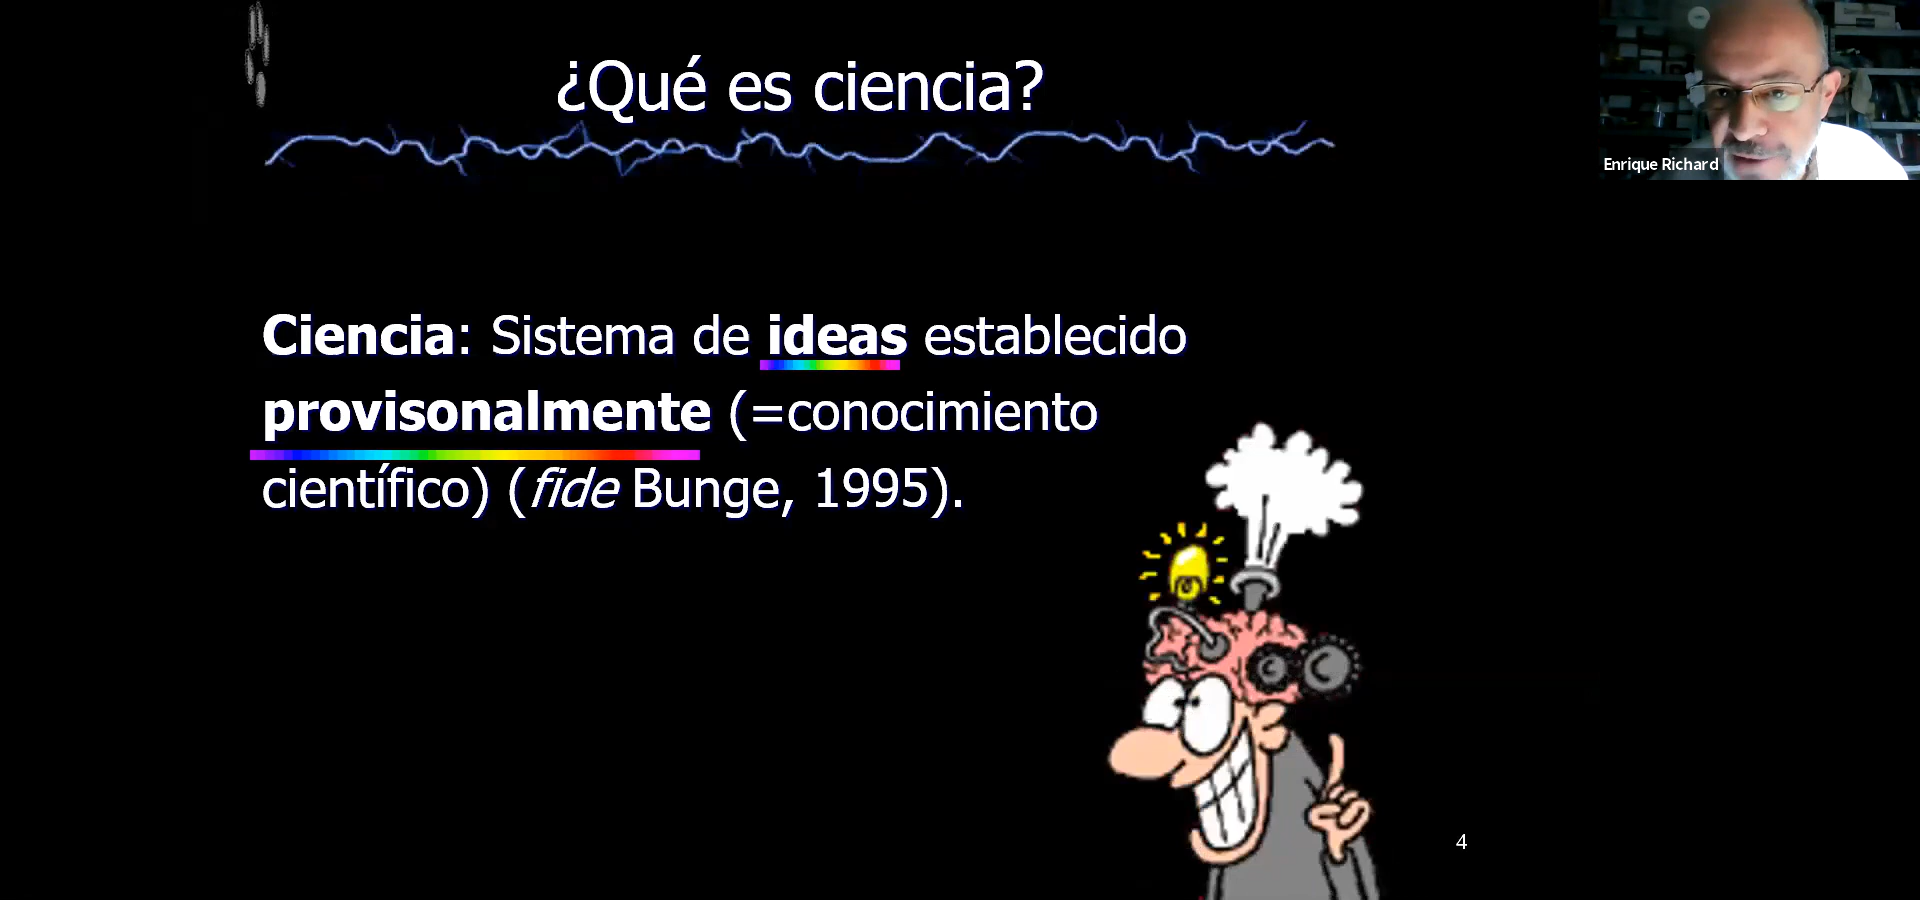 ¿Qué es ciencia?
Enrique Richard
Ciencia: Sistema de ideas establecido
provisonalmente (=conocimiento
científico) (fide Bunge, 1995).
4